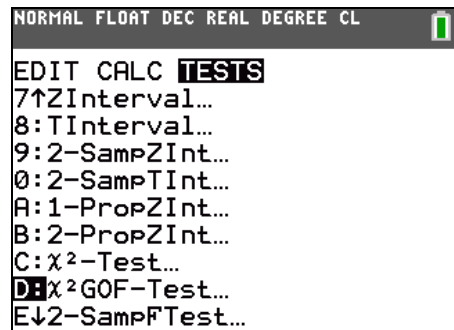 NORMAL FLOAT DEC REAL DEGREE CL
EDIT CALC TESTS
7↑ZInterval…
8:TInterval…
9:2-SampZInt…
0:2-SampTInt…
A:1-PropZInt…
B:2-PropZInt…
C:χ²-Test…
D:χ²GOF-Test…
E↓2-SampFTest…